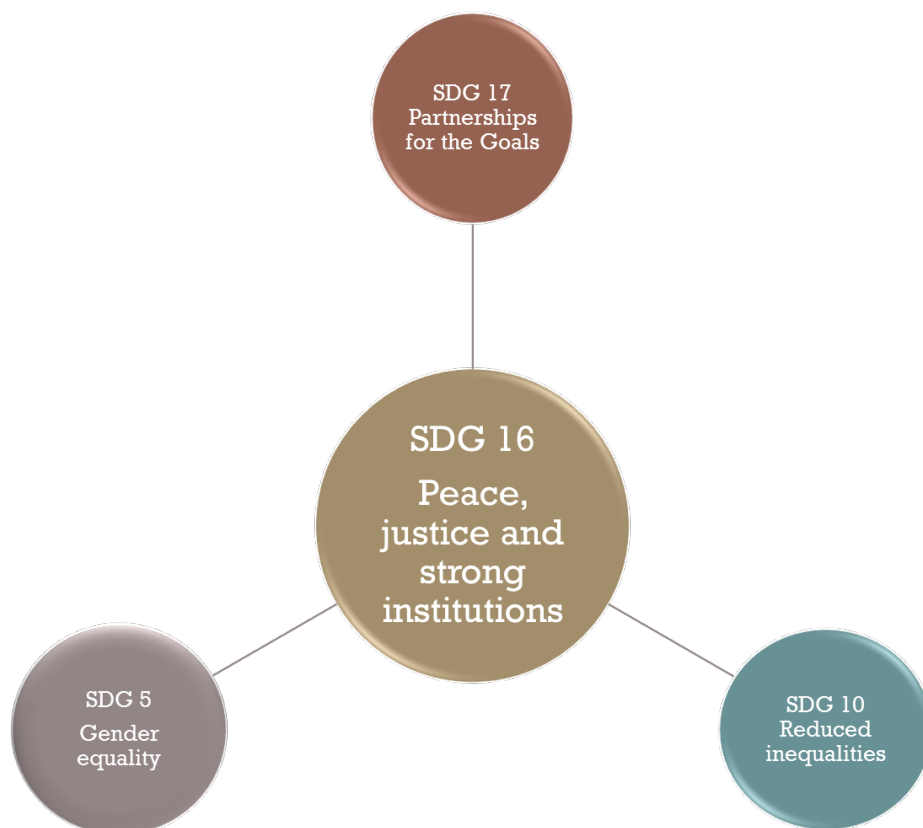 SDG 17
Partnerships
for the Goals
SDG 16
Peace,
justice and
strong
institutions
SDG 5
Gender
equality
SDG 10
Reduced
inequalities